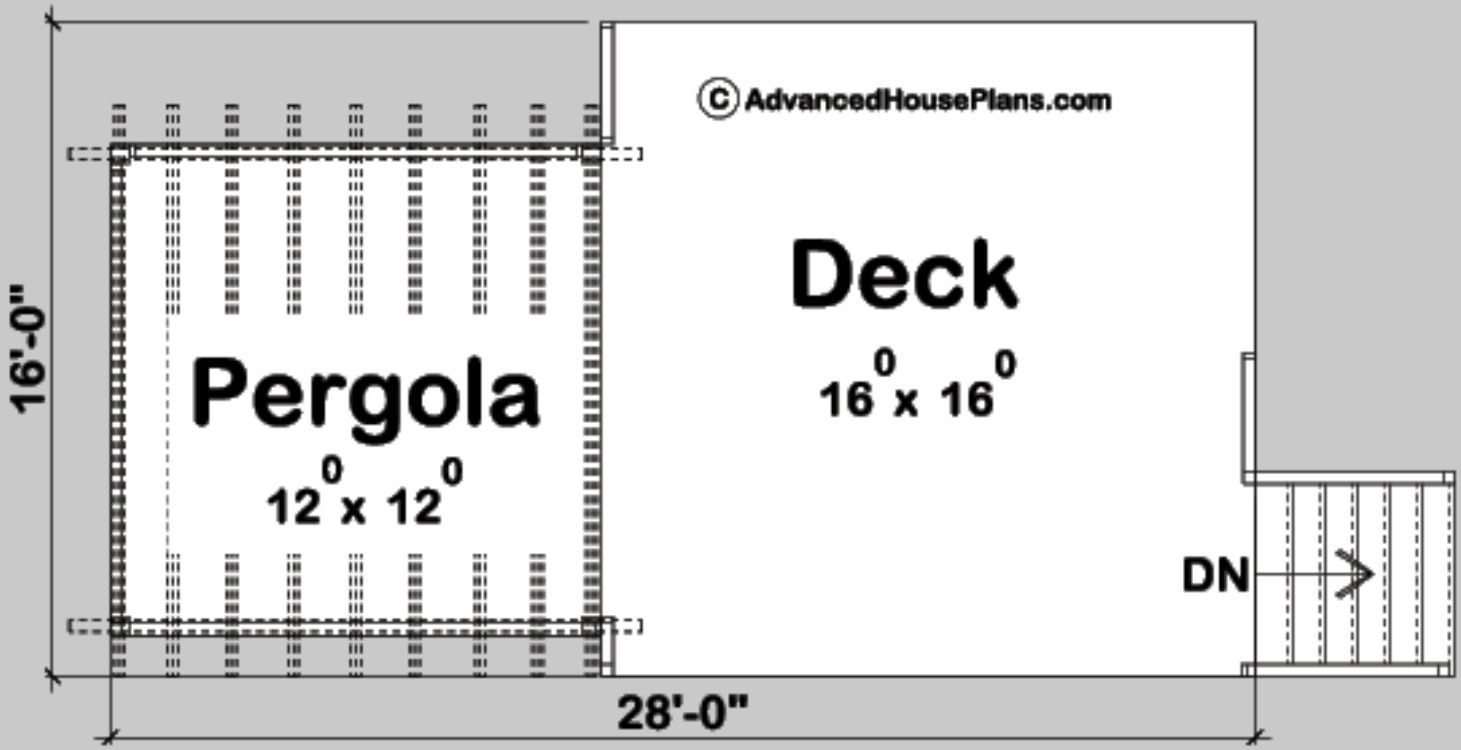 © AdvancedHousePlans.com
Deck
16⁰ x 16⁰
16'-0"
Pergola
12⁰ x 12⁰
DN
28'-0"